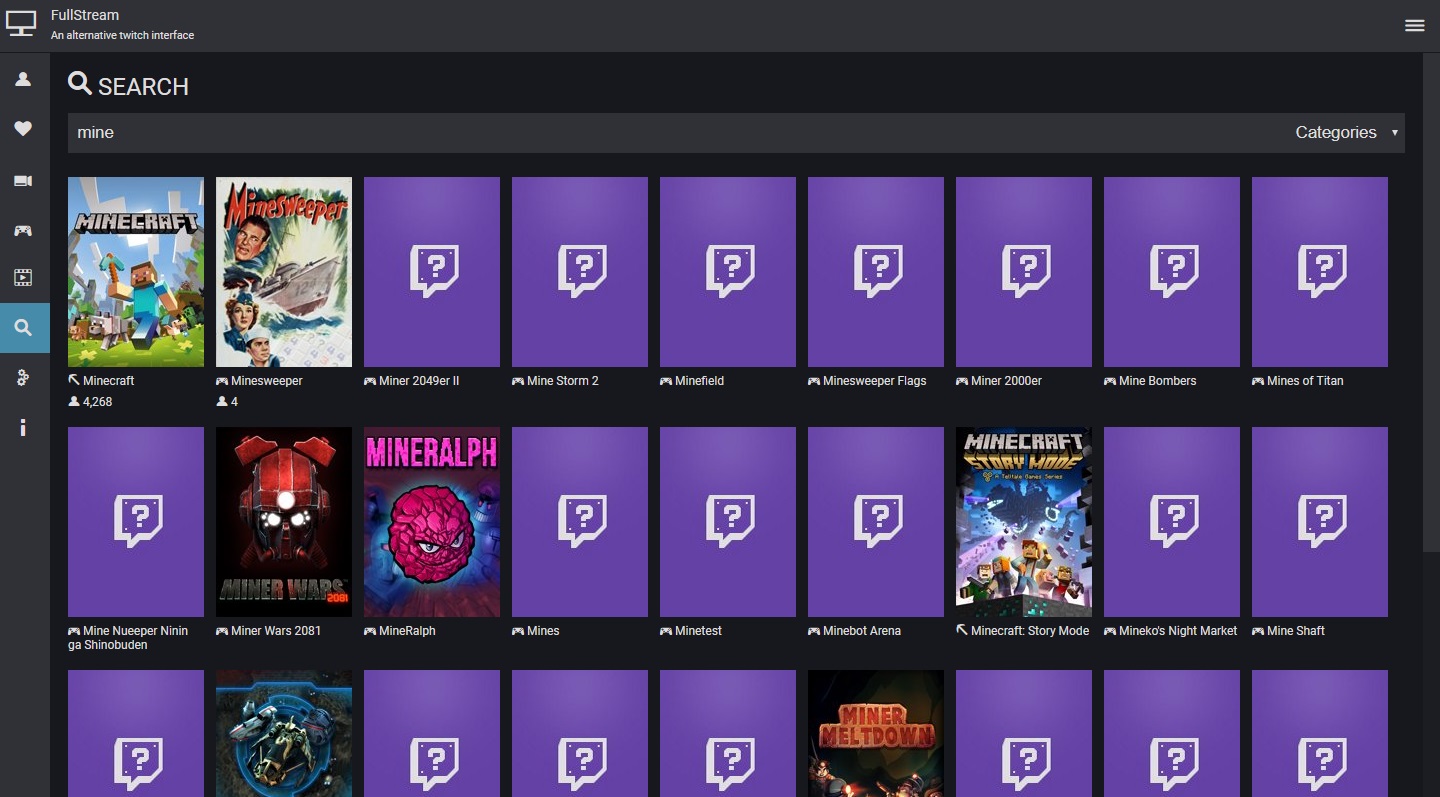 FullStream
An alternative twitch interface
SEARCH
mine
Categories
MINECRAFT
Minesweeper
Minecraft
Minesweeper
Miner 2049er II
Mine Storm 2
Minefield
Minesweeper Flags
Miner 2000er
Mine Bombers
Mines of Titan
4,268
4
MINER WARS
2081
MINERALPH
MINECRAFT
STORY MODE
A Telltale Games Series
Mine Nueeper Ninin
ga Shinobuden
Miner Wars 2081
MineRalph
Mines
Minetest
Minebot Arena
Minecraft: Story Mode
Mineko's Night Market
Mine Shaft
MINER
MELTDOWN